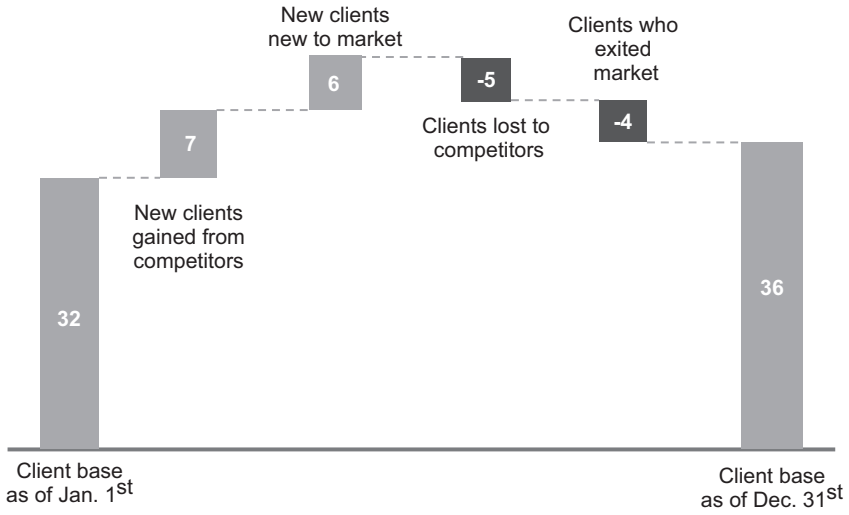 New clients
new to market
Clients who
exited
market
6
-5
-4
7
Clients lost to
competitors
New clients
gained from
competitors
32
36
Client base
as of Jan. 1st
Client base
as of Dec. 31st